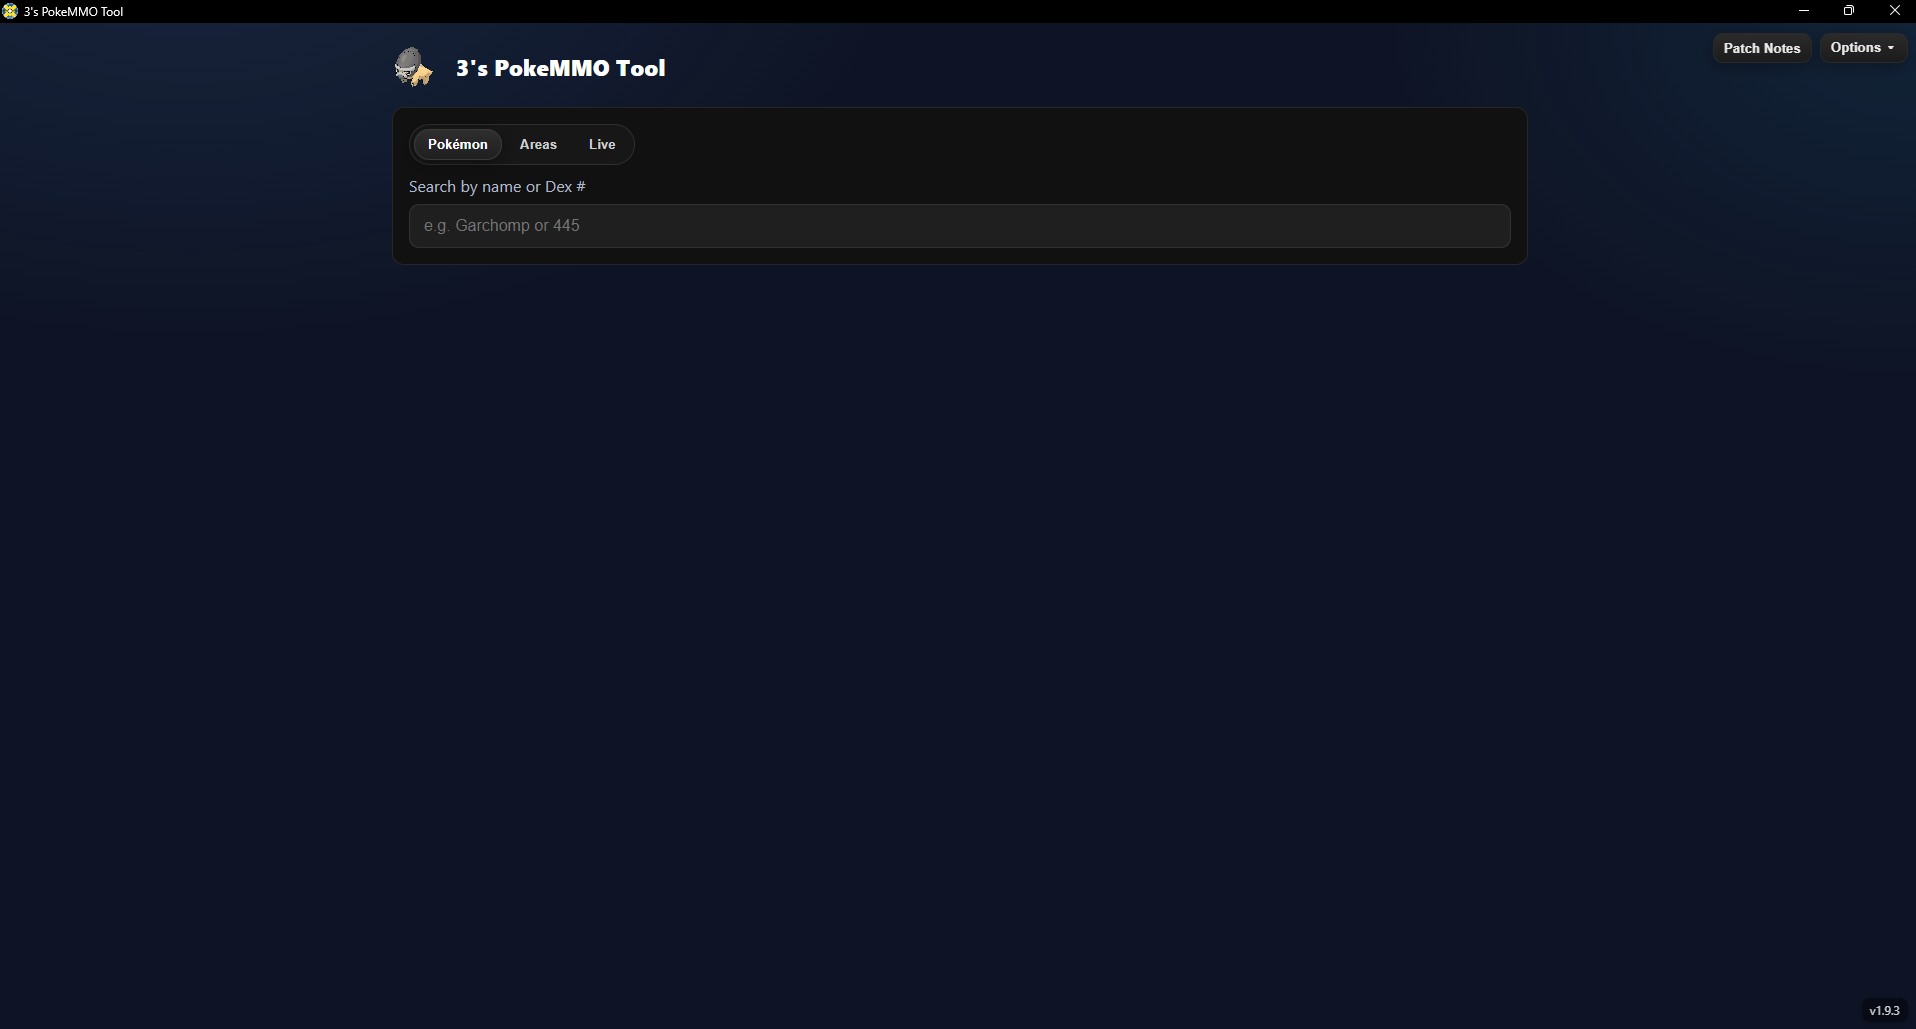 3's PokeMMO Tool
Patch Notes
Options
3's PokeMMO Tool
Pokémon
Areas
Live
Search by name or Dex #
e.g. Garchomp or 445
v1.9.3